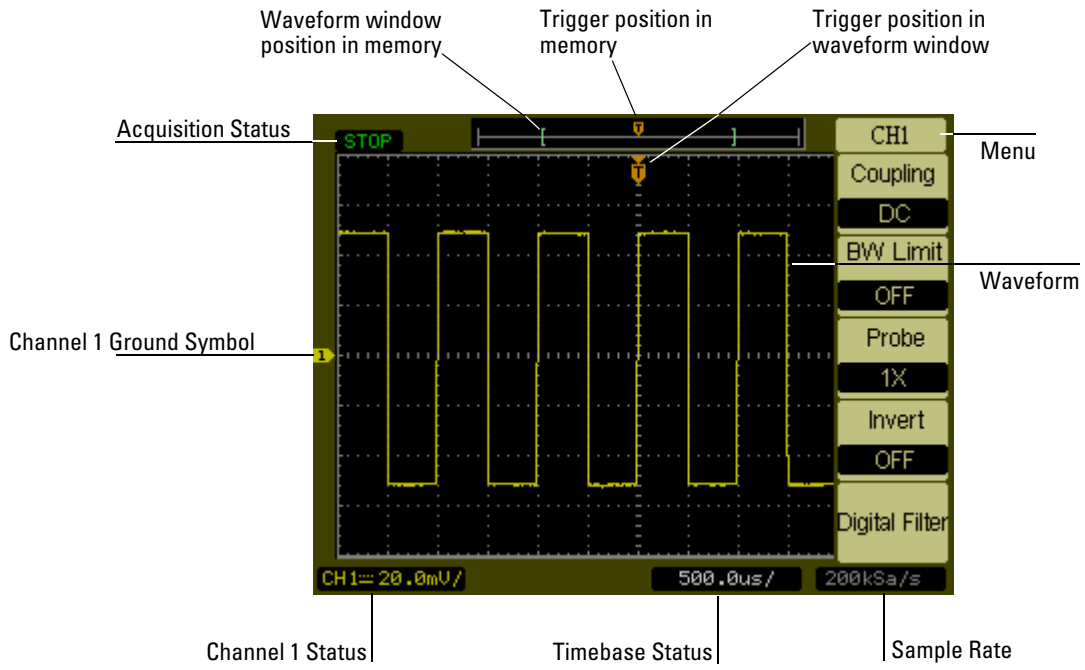 Waveform window
position in memory
Trigger position in
memory
Trigger position in
waveform window
Acquisition Status
STOP
T
T
CH1
Menu
Coupling
DC
BW Limit
Waveform
OFF
Channel 1 Ground Symbol
1
Probe
1X
Invert
OFF
Digital Filter
CH1 20.0mV/
500.0us/
200kSa/s
Channel 1 Status
Timebase Status
Sample Rate